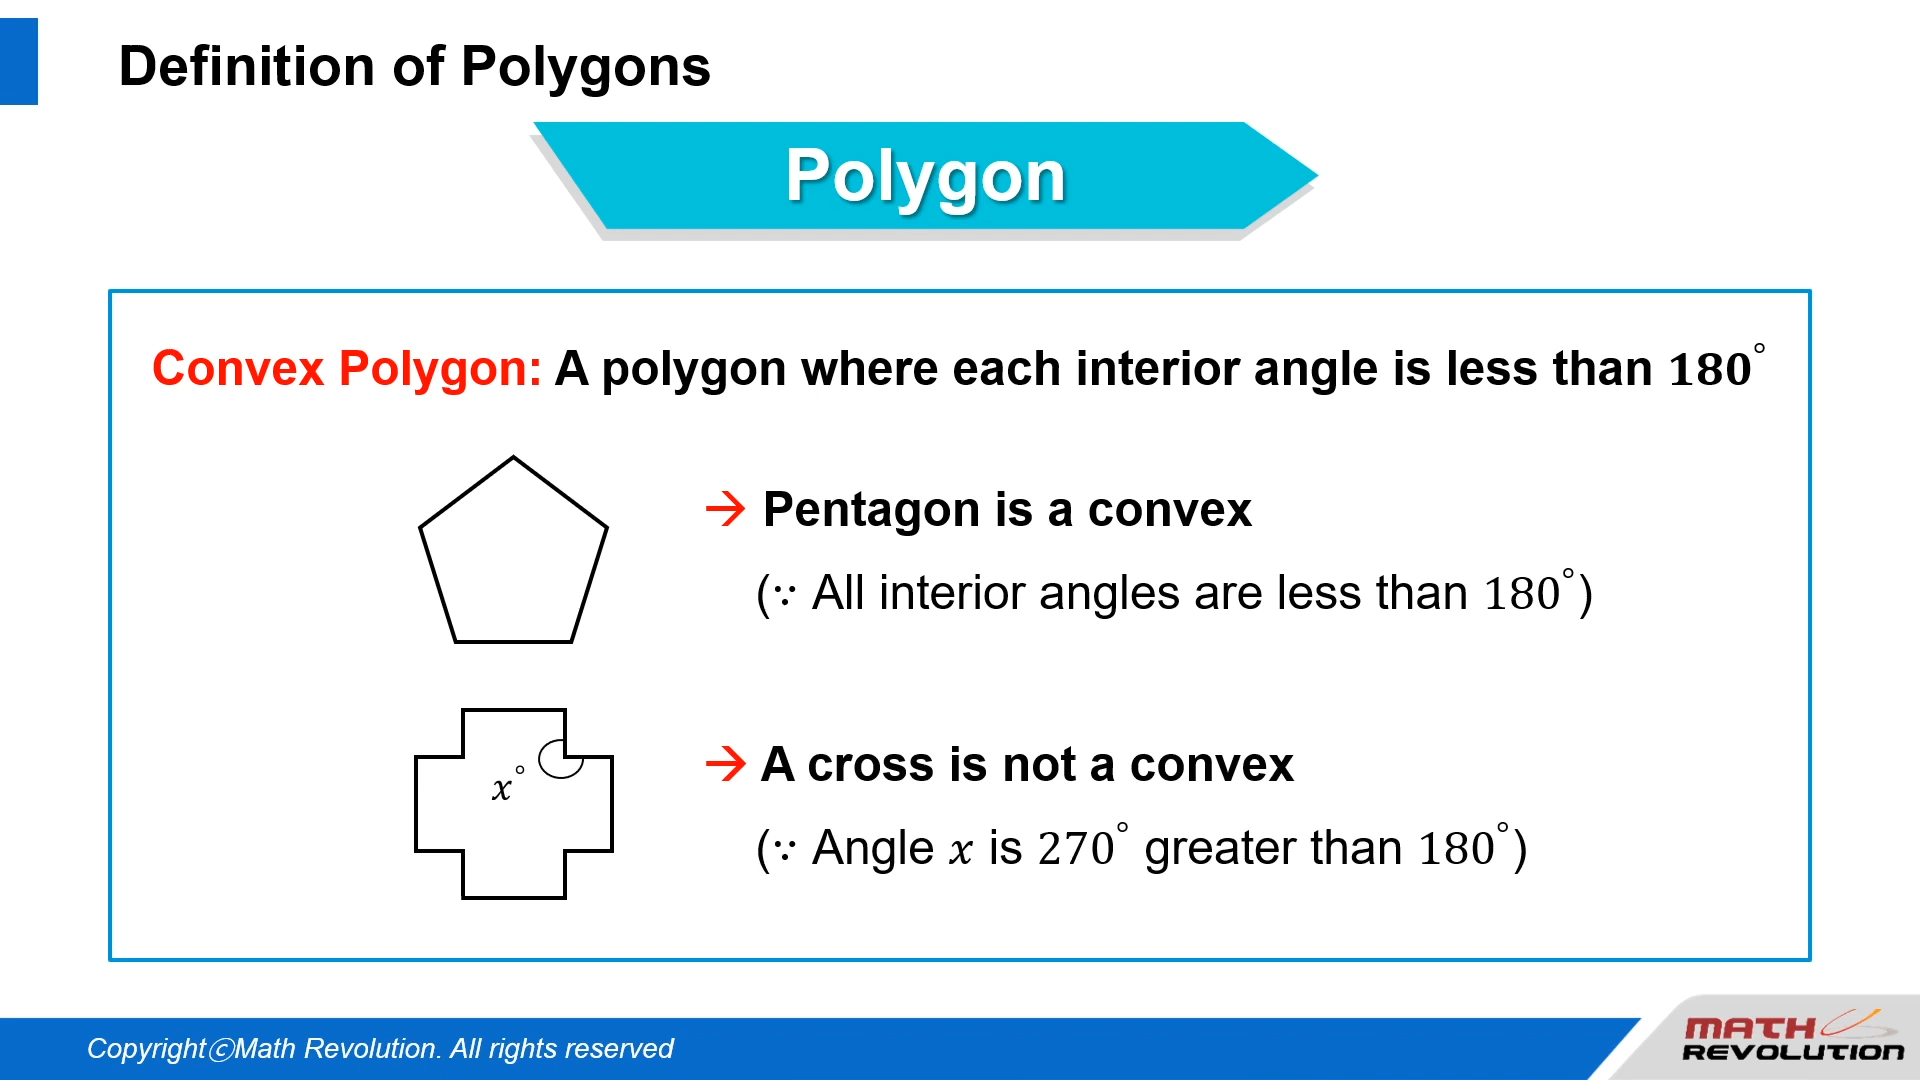 Definition of Polygons
Polygon
Convex Polygon: A polygon where each interior angle is less than 180°
→ Pentagon is a convex
(∵ All interior angles are less than 180°)
x°
→ A cross is not a convex
(∵ Angle x is 270° greater than 180°)
CopyrightⓒMath Revolution. All rights reserved
MATH
REVOLUTION